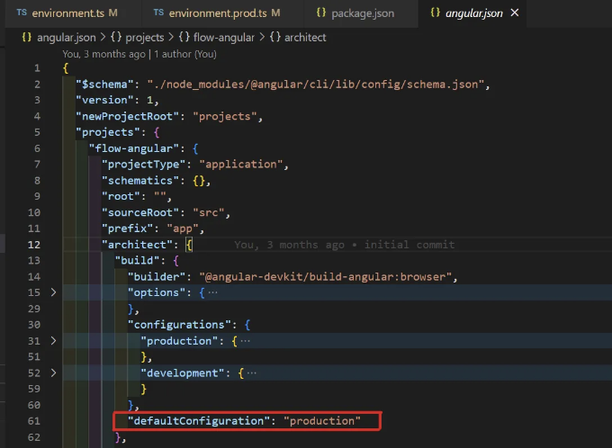 environment.ts M
environment.prod.ts M
package.json
angular.json
angular.json > {} projects > {} flow-angular > {} architect
You, 3 months ago | 1 author (You)
1 {
2 "$schema": "./node_modules/@angular/cli/lib/config/schema.json",
3 "version": 1,
4 "newProjectRoot": "projects",
5 "projects": {
6 "flow-angular": {
7 "projectType": "application",
8 "schematics": {},
9 "root": "",
10 "sourceRoot": "src",
11 "prefix": "app",
12 "architect": { You, 3 months ago • initial commit
13 "build": {
14 "builder": "@angular-devkit/build-angular:browser",
15 "options": { ...
29 },
30 "configurations": {
31 "production": { ...
51 },
52 "development": { ...
59 }
60 },
61 "defaultConfiguration": "production"
62 },